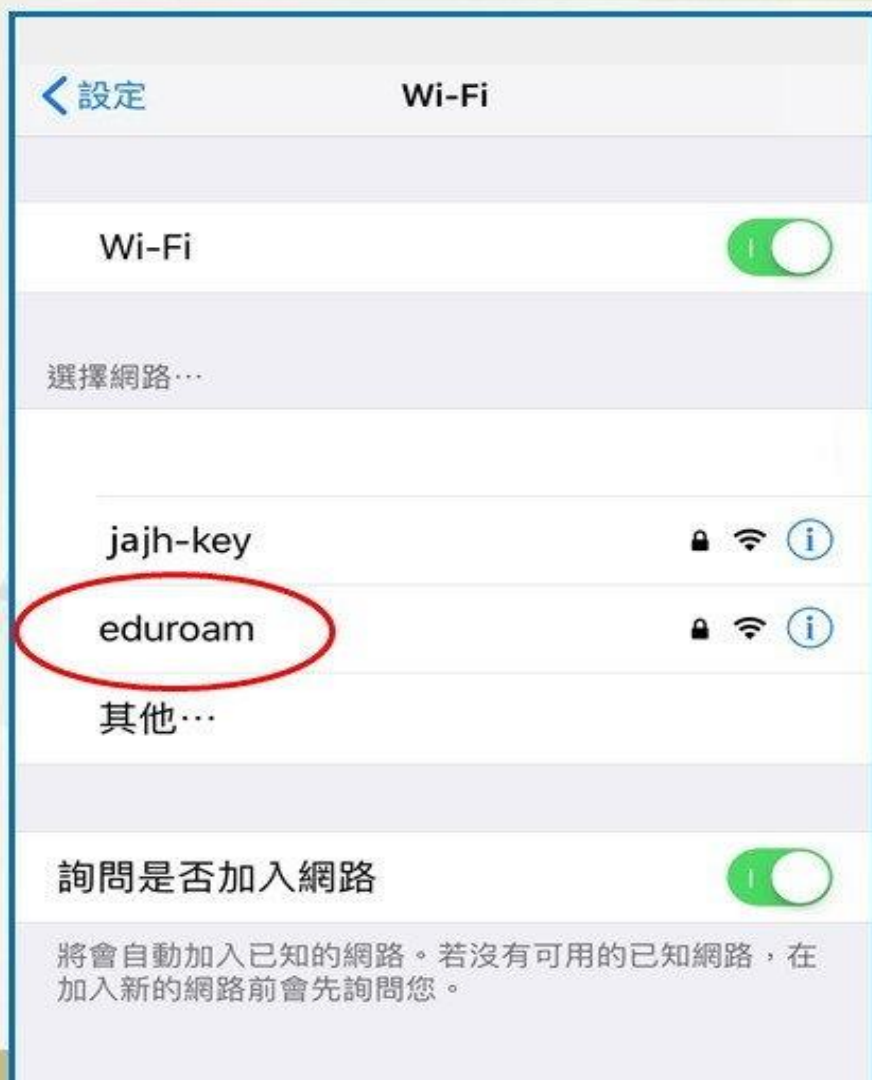 設定
Wi-Fi
Wi-Fi
選擇網路…
jajh-key
eduroam
其他…
詢問是否加入網路
將會自動加入已知的網路。若沒有可用的已知網路,在
加入新的網路前會先詢問您。